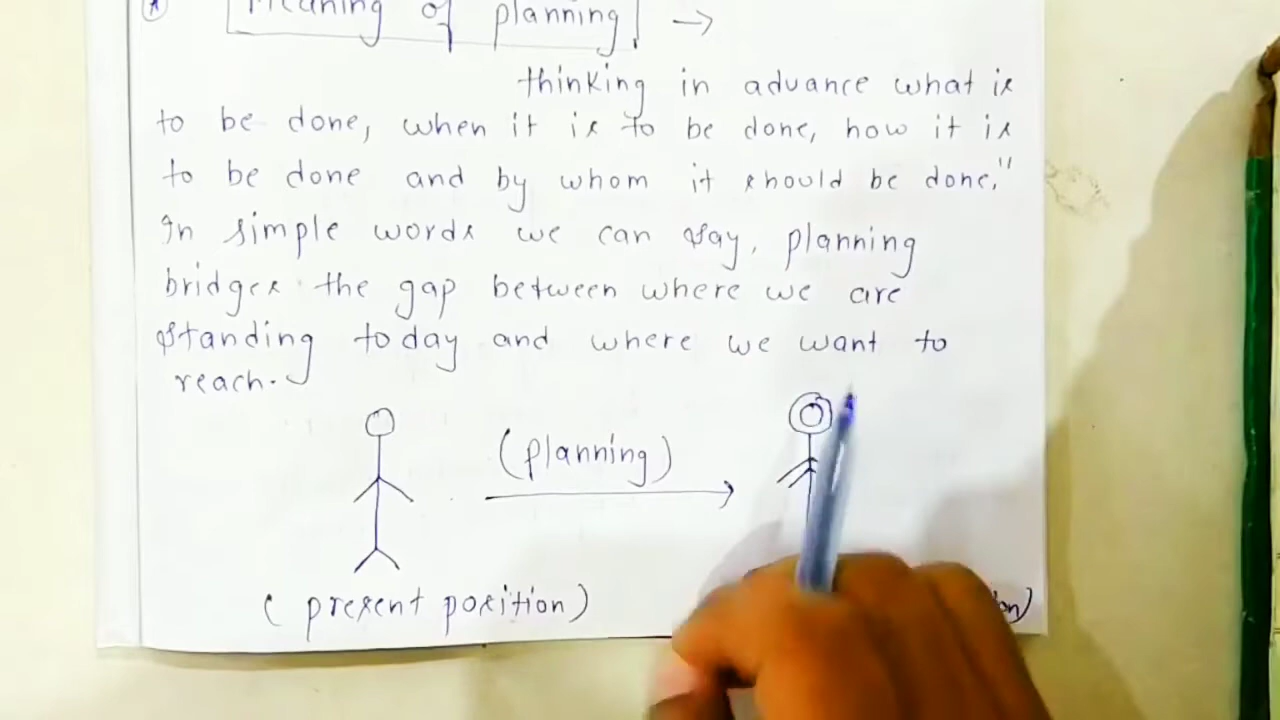 Meaning of planning →
thinking in advance what is
to be done, when it is to be done, how it is
to be done and by whom it should be done."
In simple words we can say, planning
bridges the gap between where we are
standing today and where we want to
reach.
(planning)
(present position)